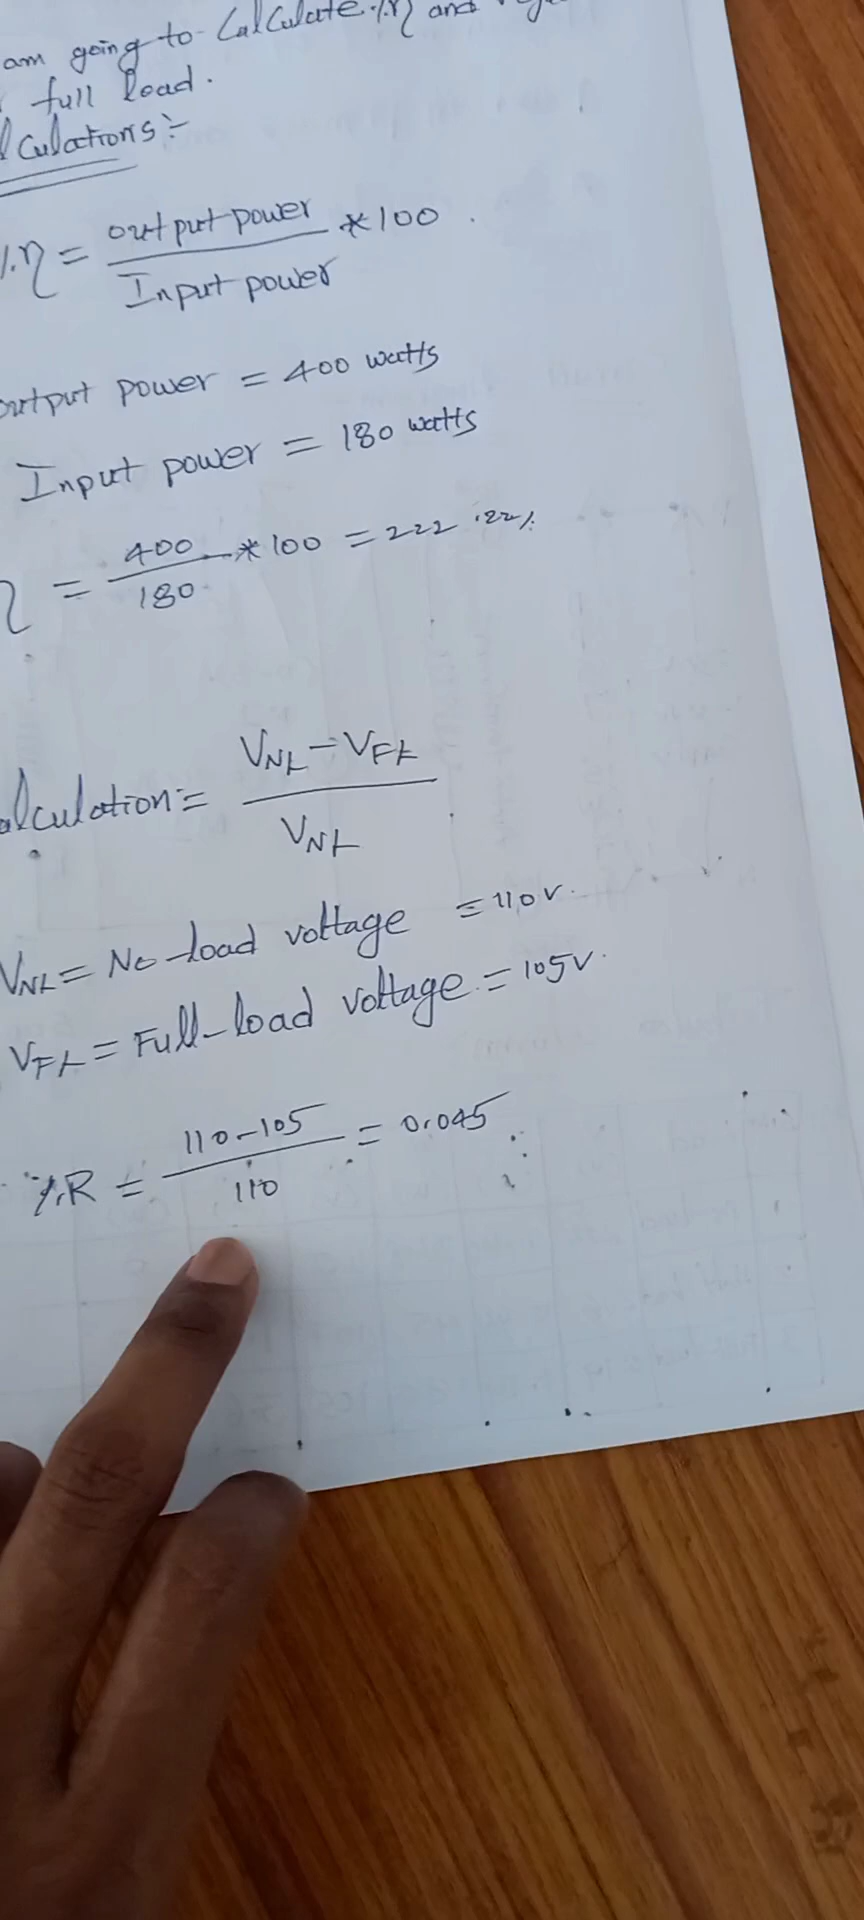 am going to Calculate %η and
full load.
culations:-
%η = output power / Input power * 100
output power = 400 watts
Input power = 180 watts
η = 400 / 180 * 100 = 222.22%
alculation:- VNL - VFL / VNL
VNL = No-load voltage = 110V.
VFL = Full-load voltage = 105V.
%R = 110-105 / 110 = 0.045